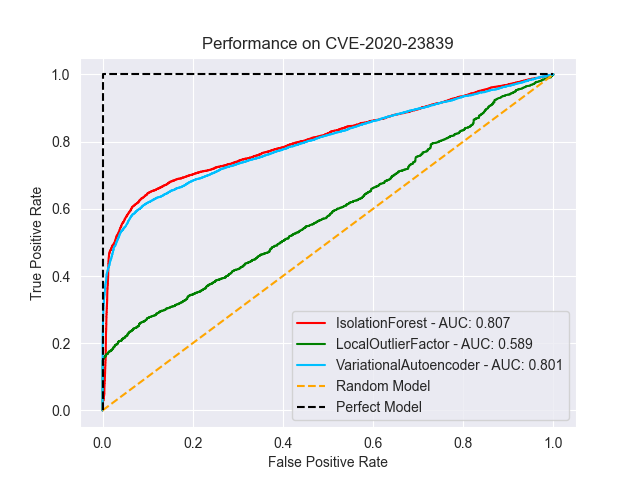 Performance on CVE-2020-23839
True Positive Rate
1.0
0.8
0.6
0.4
0.2
0.0
IsolationForest - AUC: 0.807
LocalOutlierFactor - AUC: 0.589
VariationalAutoencoder - AUC: 0.801
Random Model
Perfect Model
0.0 0.2 0.4 0.6 0.8 1.0
False Positive Rate